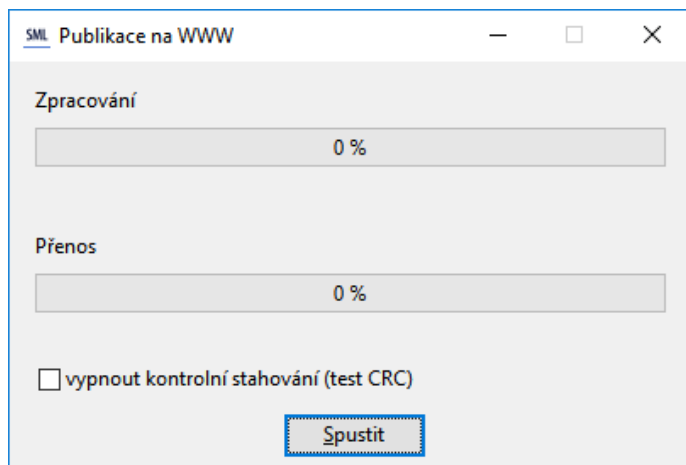 SML Publikace na WWW
Zpracování
0 %
Přenos
0 %
vypnout kontrolní stahování (test CRC)
Spustit